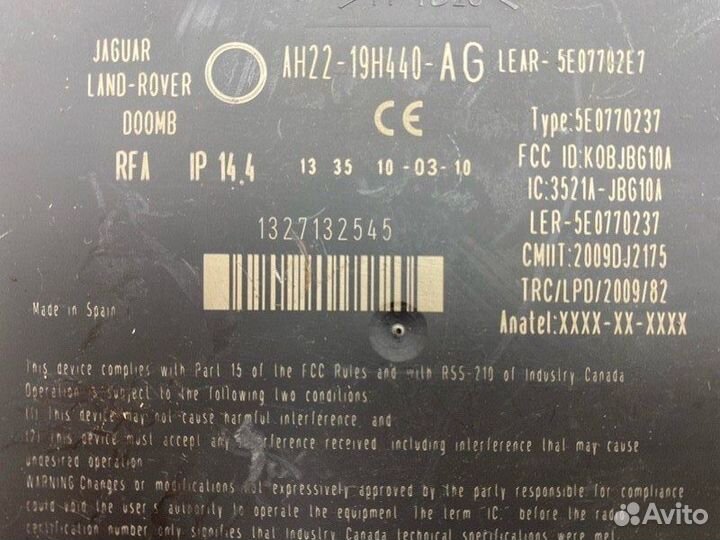 JAGUAR
LAND-ROVER
DOOMB
AH22-19H440-AG
LEAR- 5E07702E7
CE
RFA IP 14.4
13 35 10-03-10
Type:5E0770237
FCC ID:KOBJBG10A
IC:3521A-JBG10A
LER-5E0770237
CMIIT:2009DJ2175
TRC/LPD/2009/82
Anatel:XXXX-XX-XXXX
1327132545
Made in Spain
This device complies with Part 15 of the FCC Rules and with RSS-210 of Industry Canada
Operation is subject to the following two conditions:
(1) This device may not cause harmful interference, and:
(2) This device must accept any interference received, including interference that may cause
undesired operation
WARNING Changes or modifications not expressively approved by the party responsible for compliance
could void the user's authority to operate the equipment. The term "IC:" before the radio
certification number only signifies that Industry Canada technical specifications were met
Avito